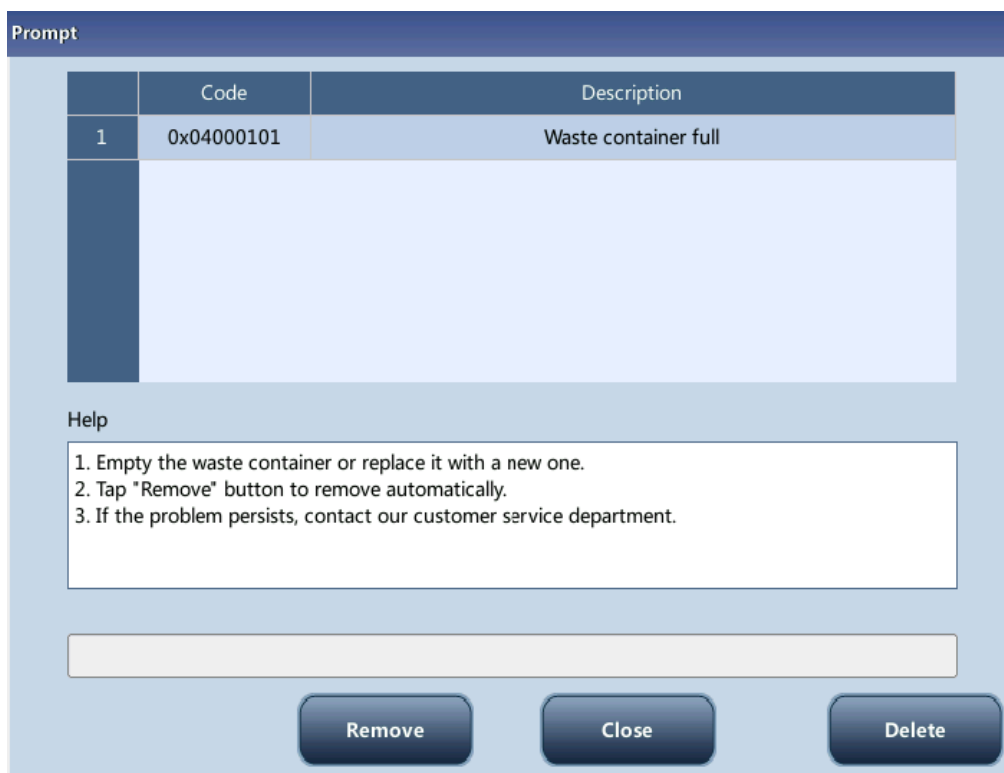 Prompt
Code Description
1 0x04000101 Waste container full
Help
1. Empty the waste container or replace it with a new one.
2. Tap "Remove" button to remove automatically.
3. If the problem persists, contact our customer service department.
Remove Close Delete